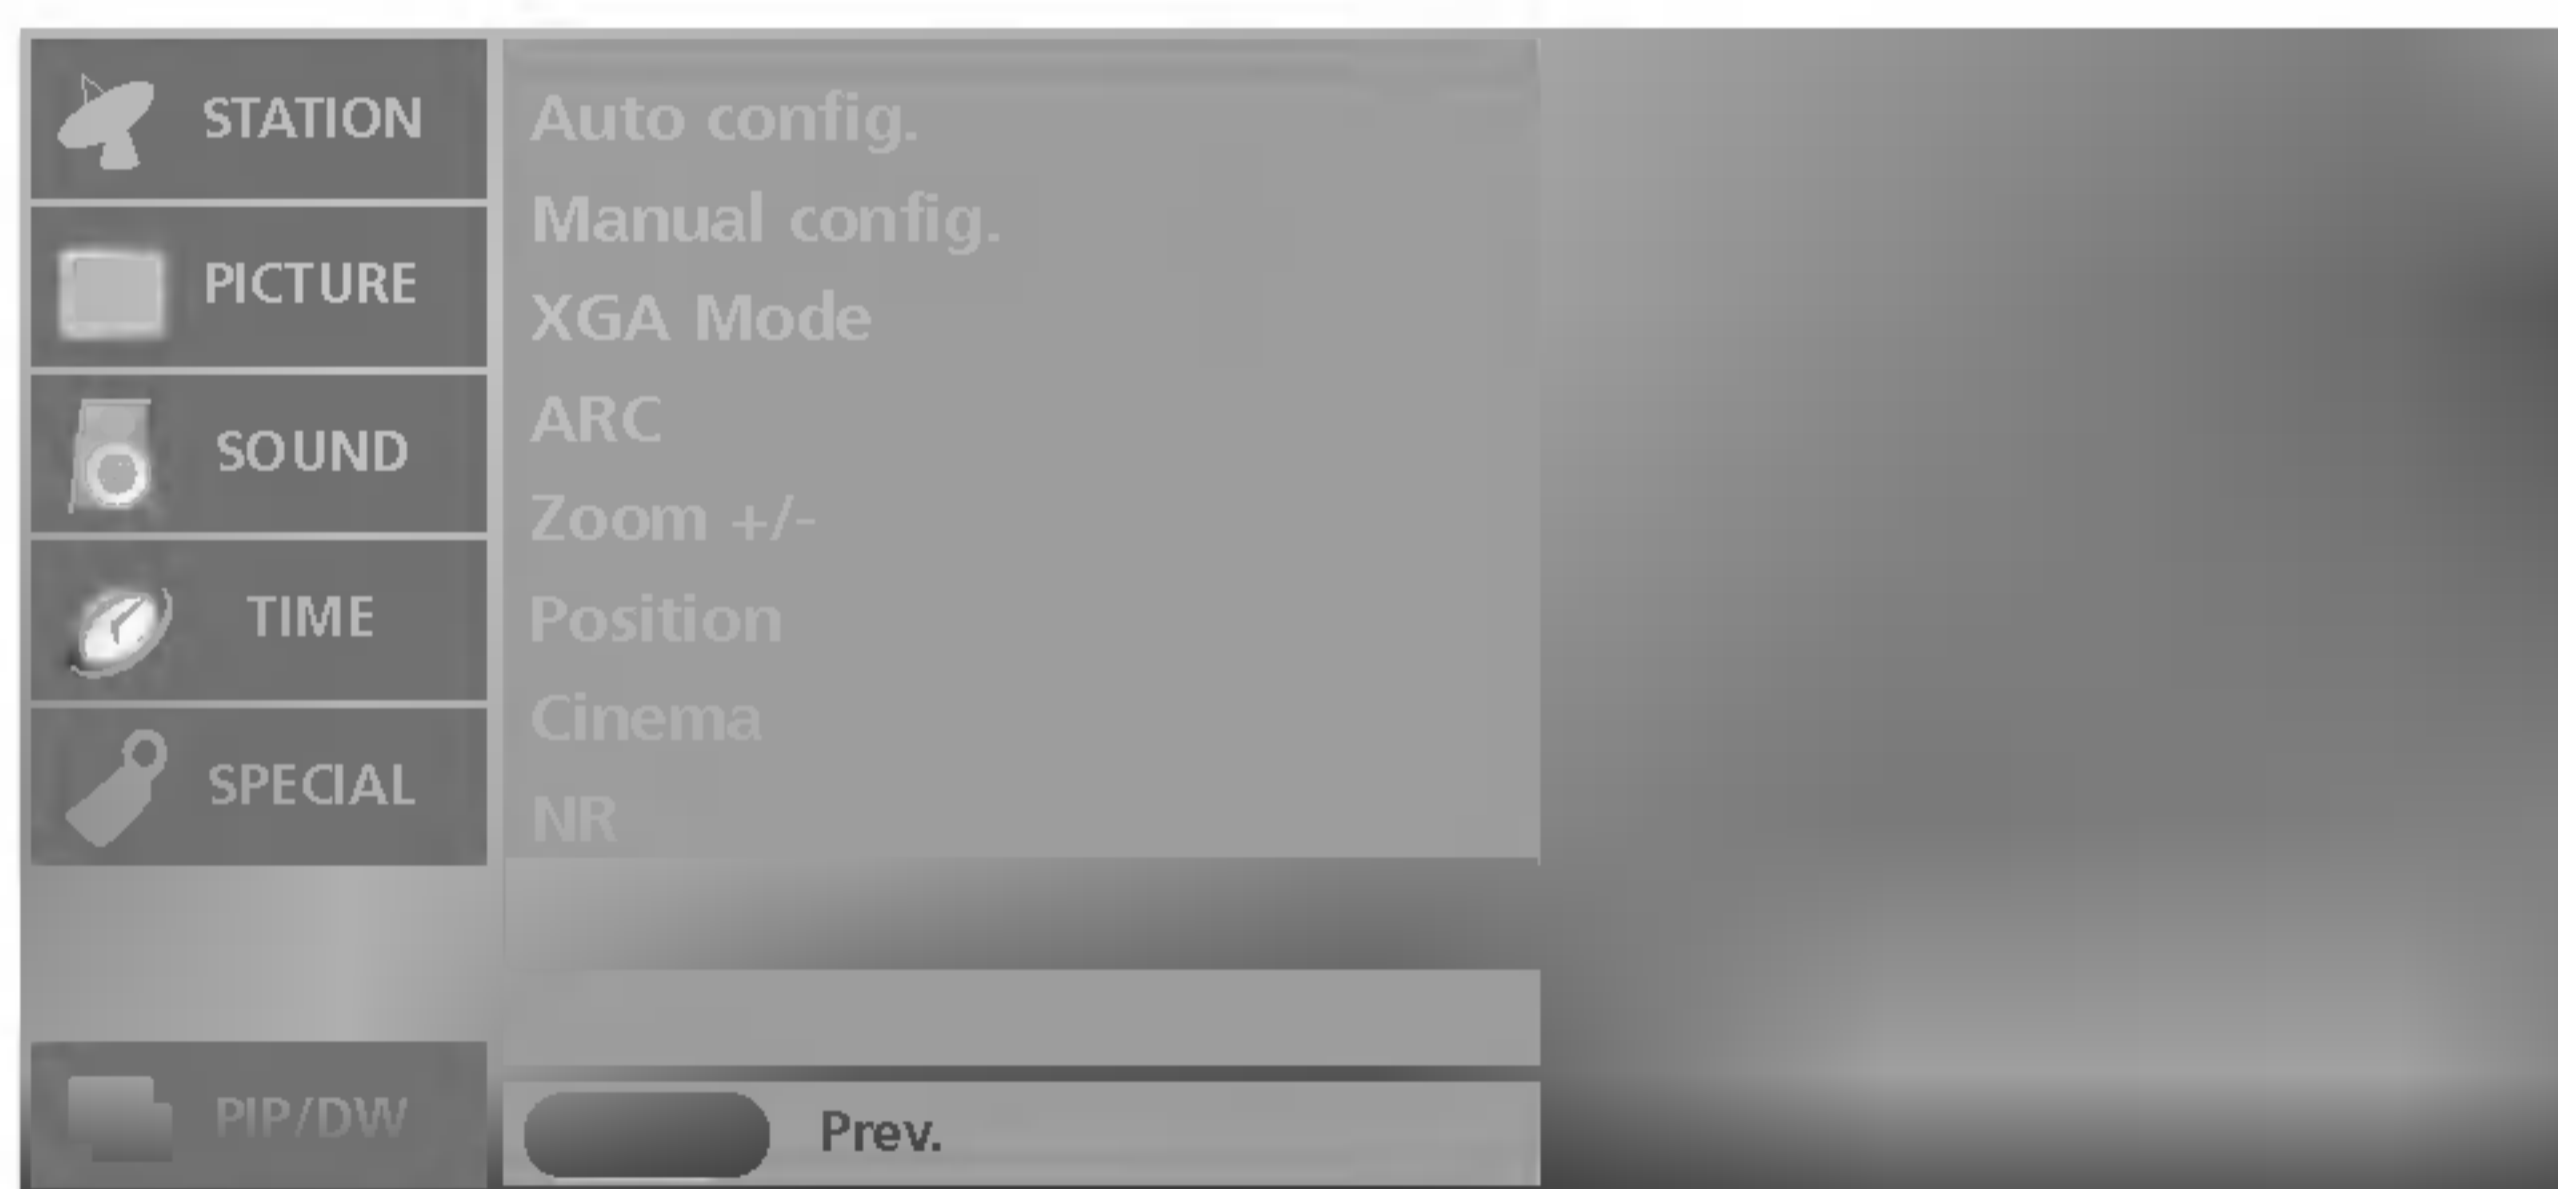 STATION
PICTURE
SOUND
TIME
SPECIAL
PIP/DW
Auto config.
Manual config.
XGA Mode
ARC
Zoom +/-
Position
Cinema
NR
Prev.